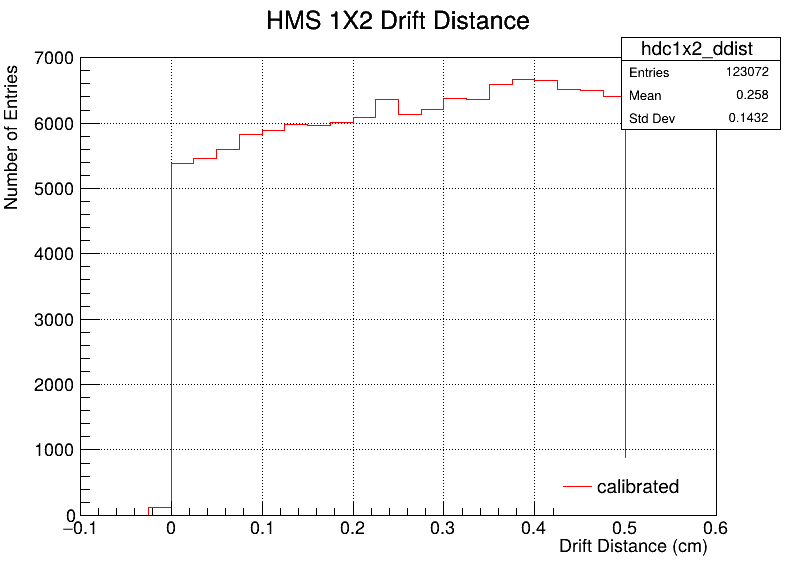 HMS 1X2 Drift Distance
hdc1x2_ddist
Entries 123072
Mean 0.258
Std Dev 0.1432
Number of Entries
7000
6000
5000
4000
3000
2000
1000
0
−0.1 0 0.1 0.2 0.3 0.4 0.5 0.6
calibrated
Drift Distance (cm)